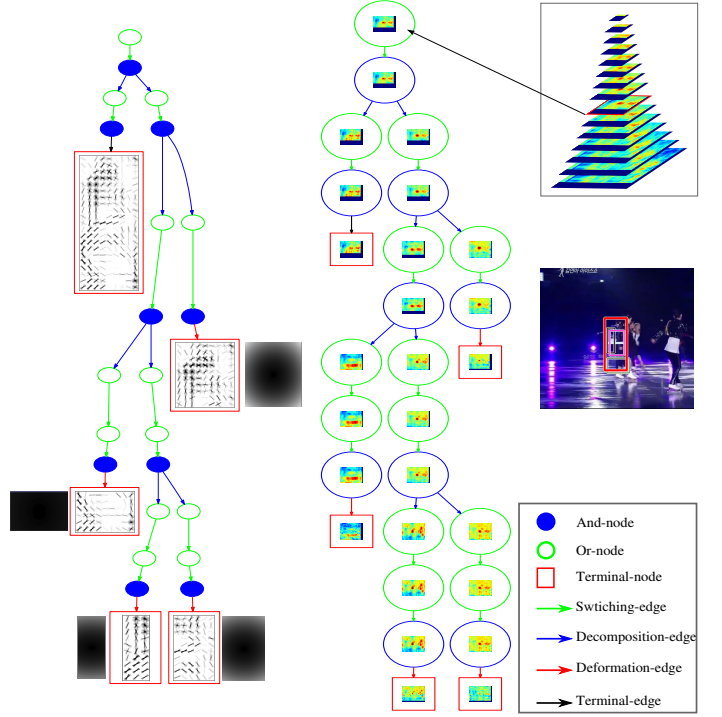 And-node
Or-node
Terminal-node
Swtiching-edge
Decomposition-edge
Deformation-edge
Terminal-edge